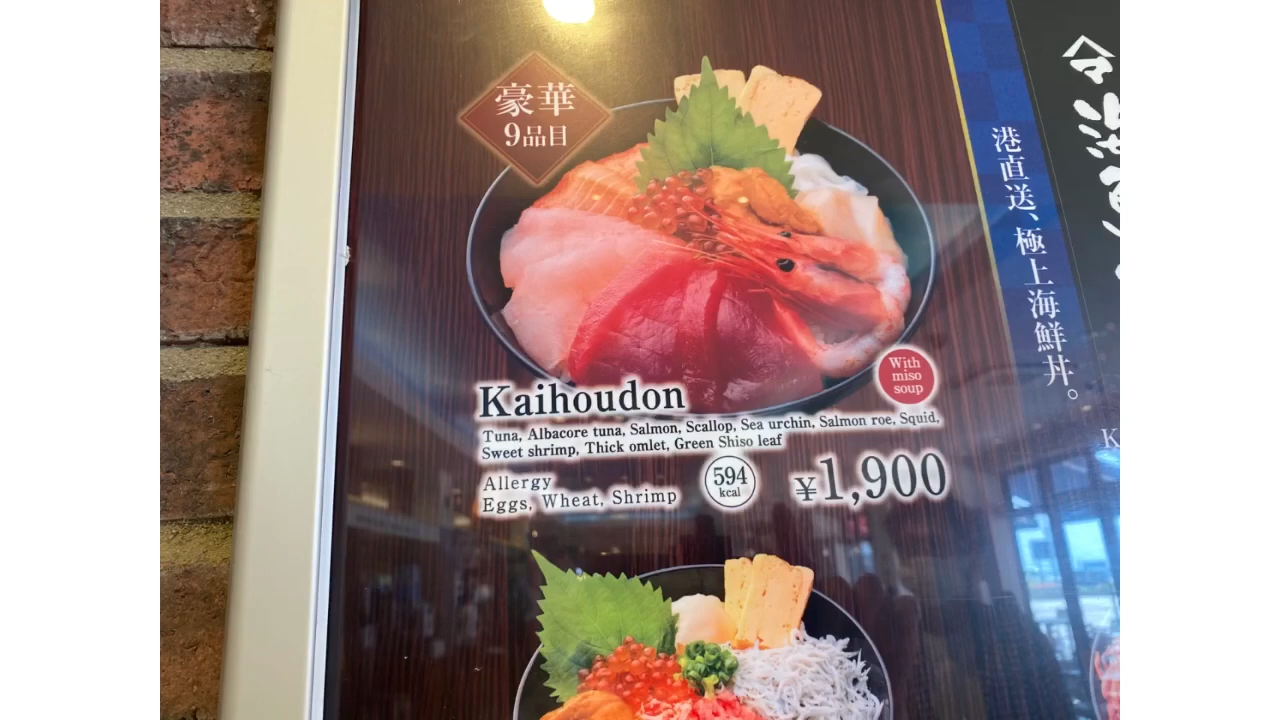 豪華
9品目
With
miso
soup
Kaihoudon
Tuna, Albacore tuna, Salmon, Scallop, Sea urchin, Salmon roe, Squid,
Sweet shrimp, Thick omlet, Green Shiso leaf
Allergy
Eggs, Wheat, Shrimp
594
kcal
¥1,900
港直送、極上海鮮丼。
K